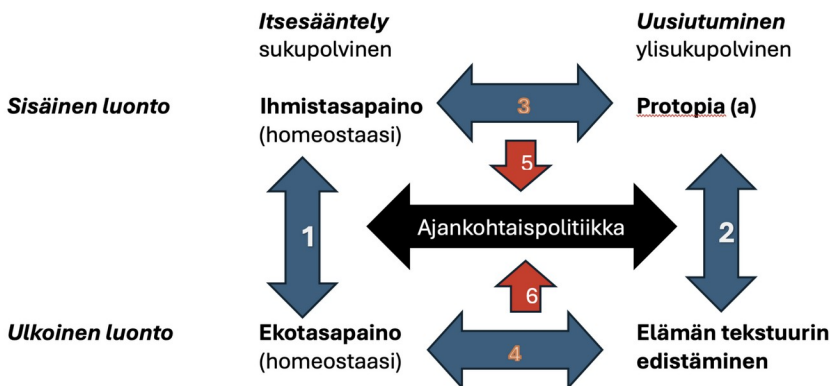 Itsesääntely
sukupolvinen
Uusiutuminen
ylisukupolvinen
Sisäinen luonto
Ihmistasapaino
(homeostaasi)
3
Protopia (a)
5
1
Ajankohtaispolitiikka
2
6
Ulkoinen luonto
Ekotasapaino
(homeostaasi)
4
Elämän tekstuurin
edistäminen